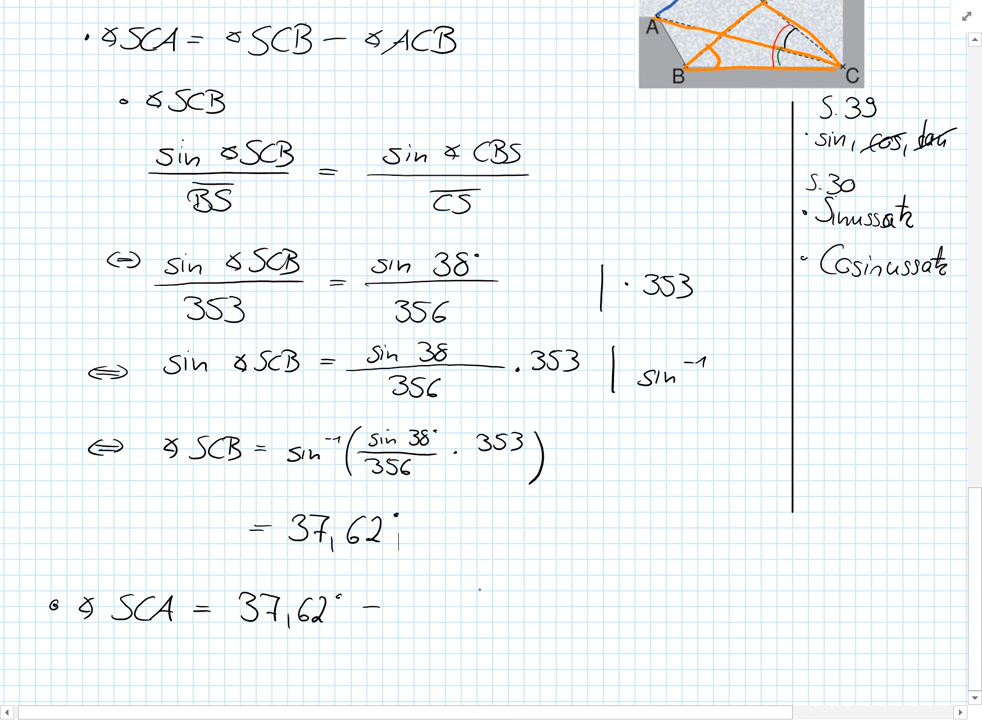 · ∢SCA = ∢SCB − ∢ACB
A
B
C
· ∢SCB
sin ∢SCB / BS = sin ∢CBS / CS
⇔ sin ∢SCB / 353 = sin 38° / 356 | · 353
⇔ sin ∢SCB = sin 38 / 356 · 353 | sin⁻¹
⇔ ∢SCB = sin⁻¹(sin 38° / 356 · 353)
= 37,62°
· ∢SCA = 37,62° −
S. 39
· sin, cos, tan
S. 30
· Sinussatz
· Cosinussatz